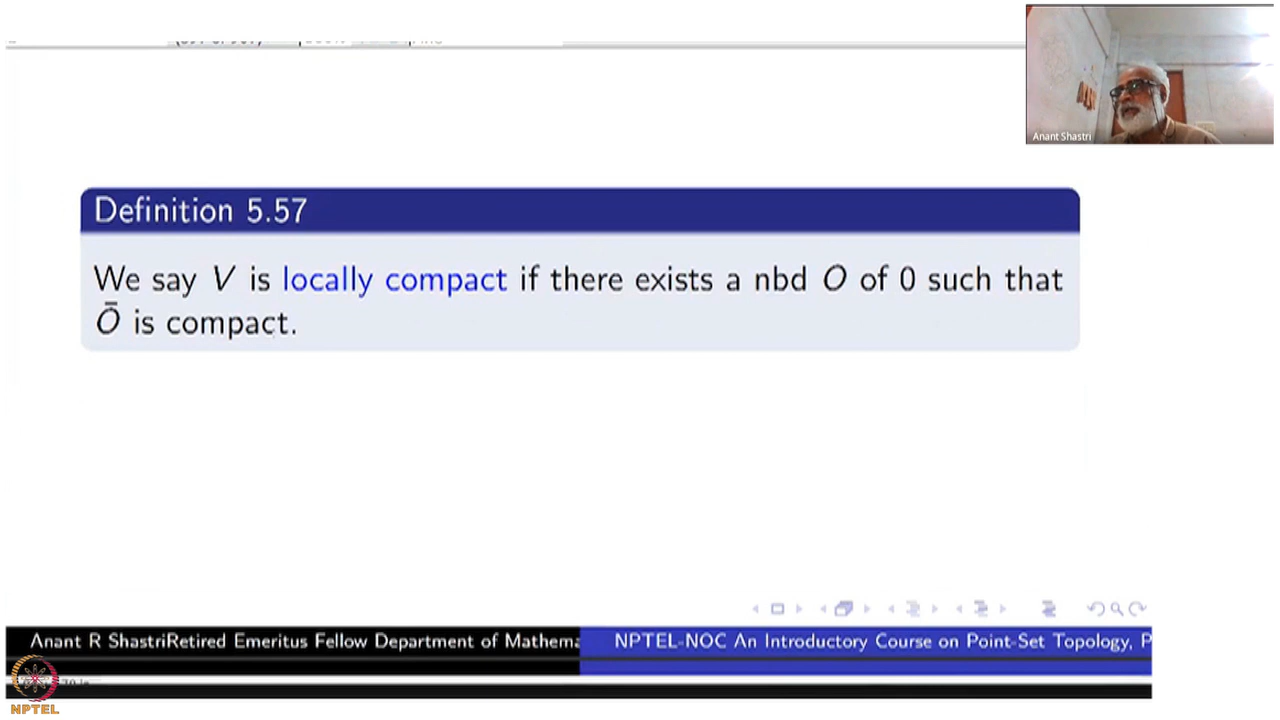 Anant Shastri
Definition 5.57
We say V is locally compact if there exists a nbd O of 0 such that
Ō is compact.
Anant R ShastriRetired Emeritus Fellow Department of Mathema
NPTEL-NOC An Introductory Course on Point-Set Topology, P
NPTEL